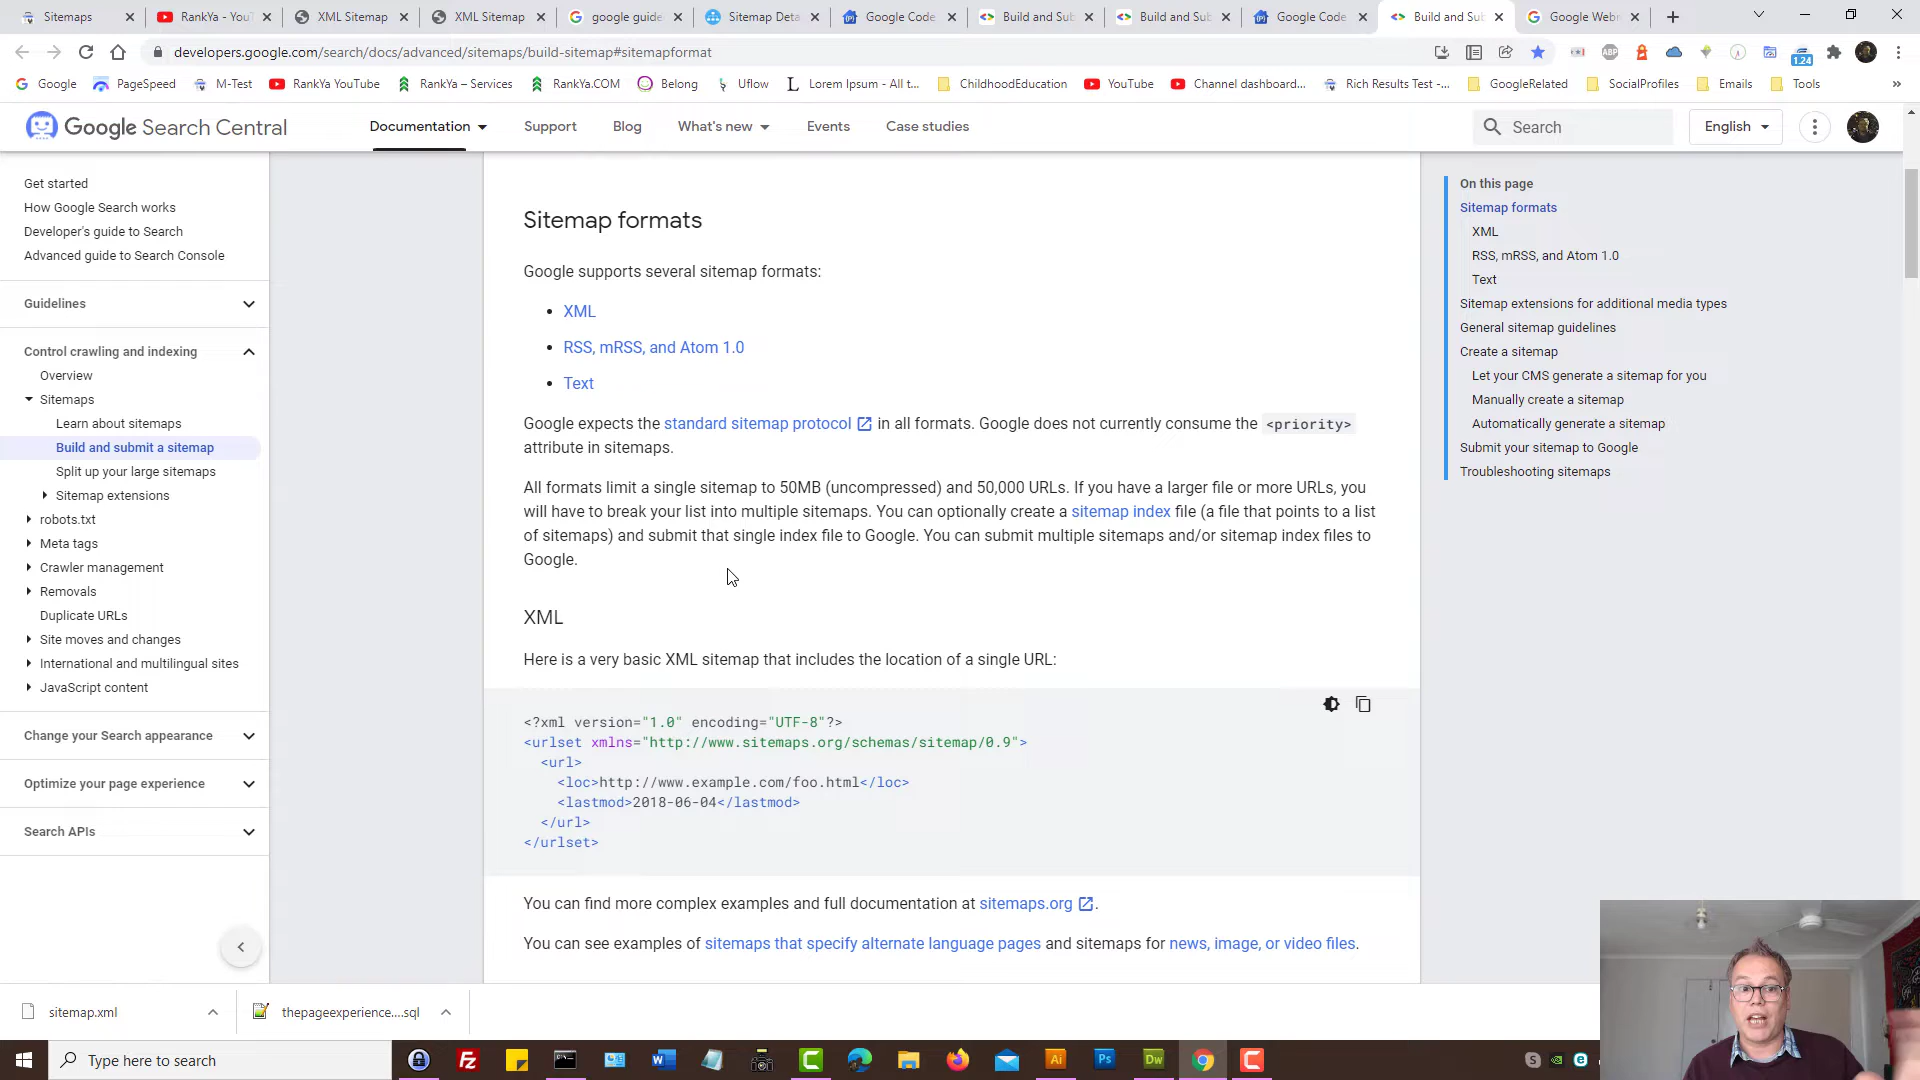 Sitemaps
RankYa - You
XML Sitemap
XML Sitemap
google guide
Sitemap Deta
Google Code
Build and Sub
Build and Sub
Google Code
Build and Sub
Google Webr
developers.google.com/search/docs/advanced/sitemaps/build-sitemap#sitemapformat
ABP
1.24
Google
PageSpeed
M-Test
RankYa YouTube
RankYa – Services
RankYa.COM
Belong
Uflow
Lorem Ipsum - All t...
ChildhoodEducation
YouTube
Channel dashboard...
Rich Results Test -...
GoogleRelated
SocialProfiles
Emails
Tools
»
Google Search Central
Documentation
Support
Blog
What's new
Events
Case studies
Search
English
Get started
How Google Search works
Developer's guide to Search
Advanced guide to Search Console
Guidelines
Control crawling and indexing
Overview
Sitemaps
Learn about sitemaps
Build and submit a sitemap
Split up your large sitemaps
Sitemap extensions
robots.txt
Meta tags
Crawler management
Removals
Duplicate URLs
Site moves and changes
International and multilingual sites
JavaScript content
Change your Search appearance
Optimize your page experience
Search APIs
Sitemap formats
Google supports several sitemap formats:
• XML
• RSS, mRSS, and Atom 1.0
• Text
Google expects the standard sitemap protocol in all formats. Google does not currently consume the <priority>
attribute in sitemaps.
All formats limit a single sitemap to 50MB (uncompressed) and 50,000 URLs. If you have a larger file or more URLs, you
will have to break your list into multiple sitemaps. You can optionally create a sitemap index file (a file that points to a list
of sitemaps) and submit that single index file to Google. You can submit multiple sitemaps and/or sitemap index files to
Google.
XML
Here is a very basic XML sitemap that includes the location of a single URL:
<?xml version="1.0" encoding="UTF-8"?>
<urlset xmlns="http://www.sitemaps.org/schemas/sitemap/0.9">
<url>
<loc>http://www.example.com/foo.html</loc>
<lastmod>2018-06-04</lastmod>
</url>
</urlset>
You can find more complex examples and full documentation at sitemaps.org.
You can see examples of sitemaps that specify alternate language pages and sitemaps for news, image, or video files.
On this page
Sitemap formats
XML
RSS, mRSS, and Atom 1.0
Text
Sitemap extensions for additional media types
General sitemap guidelines
Create a sitemap
Let your CMS generate a sitemap for you
Manually create a sitemap
Automatically generate a sitemap
Submit your sitemap to Google
Troubleshooting sitemaps
sitemap.xml
thepageexperience....sql
Type here to search
Fz
W
Ai
Ps
Dw